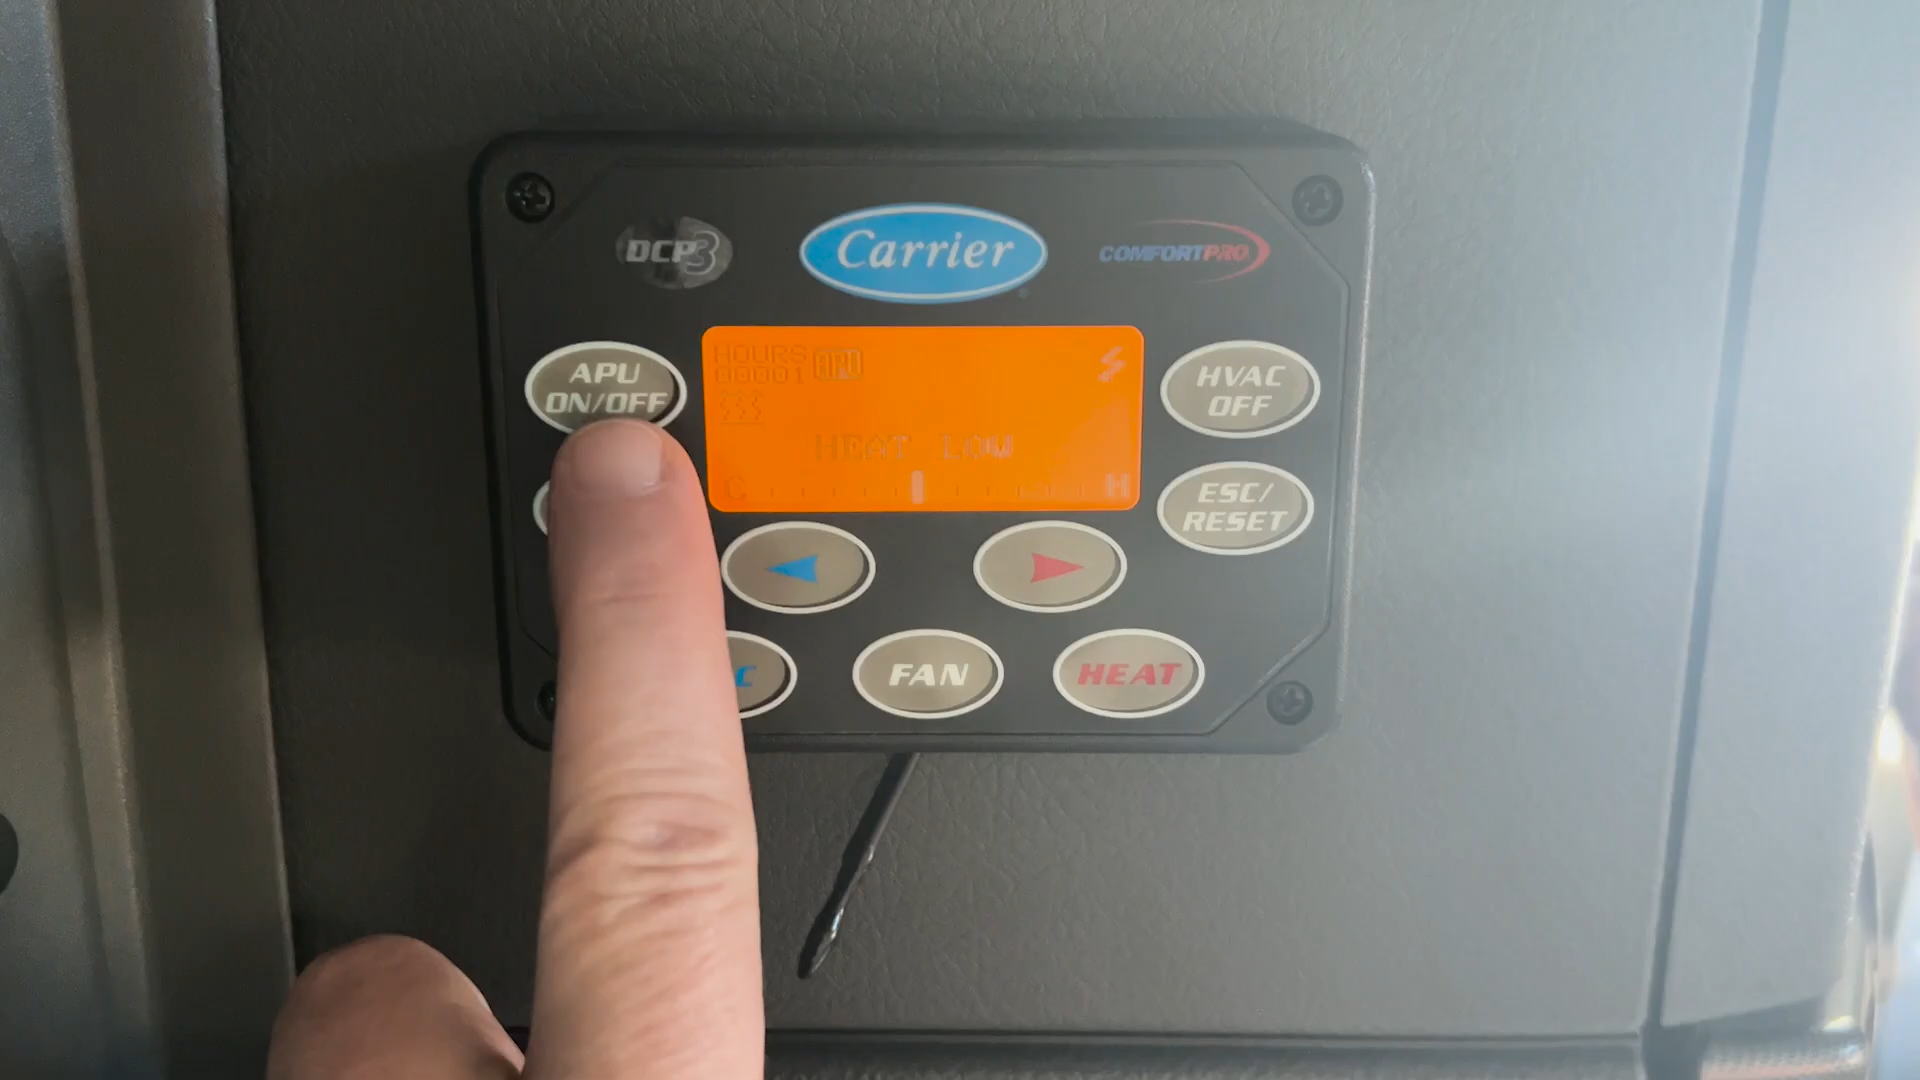 DCP3
Carrier
COMFORTPRO
APU
ON/OFF
HOURS
00001
APU
HEAT LOW
C
H
HVAC
OFF
ESC/
RESET
FAN
HEAT